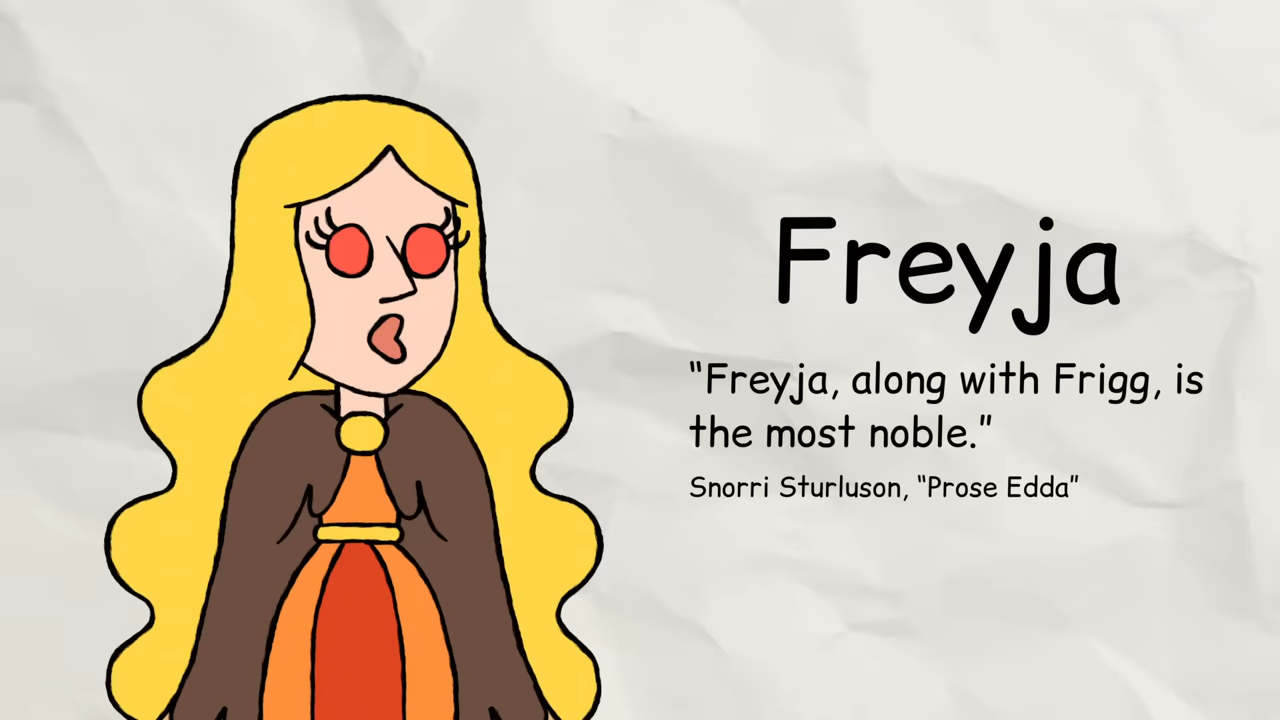 Freyja
“Freyja, along with Frigg, is
the most noble.”
Snorri Sturluson, “Prose Edda”